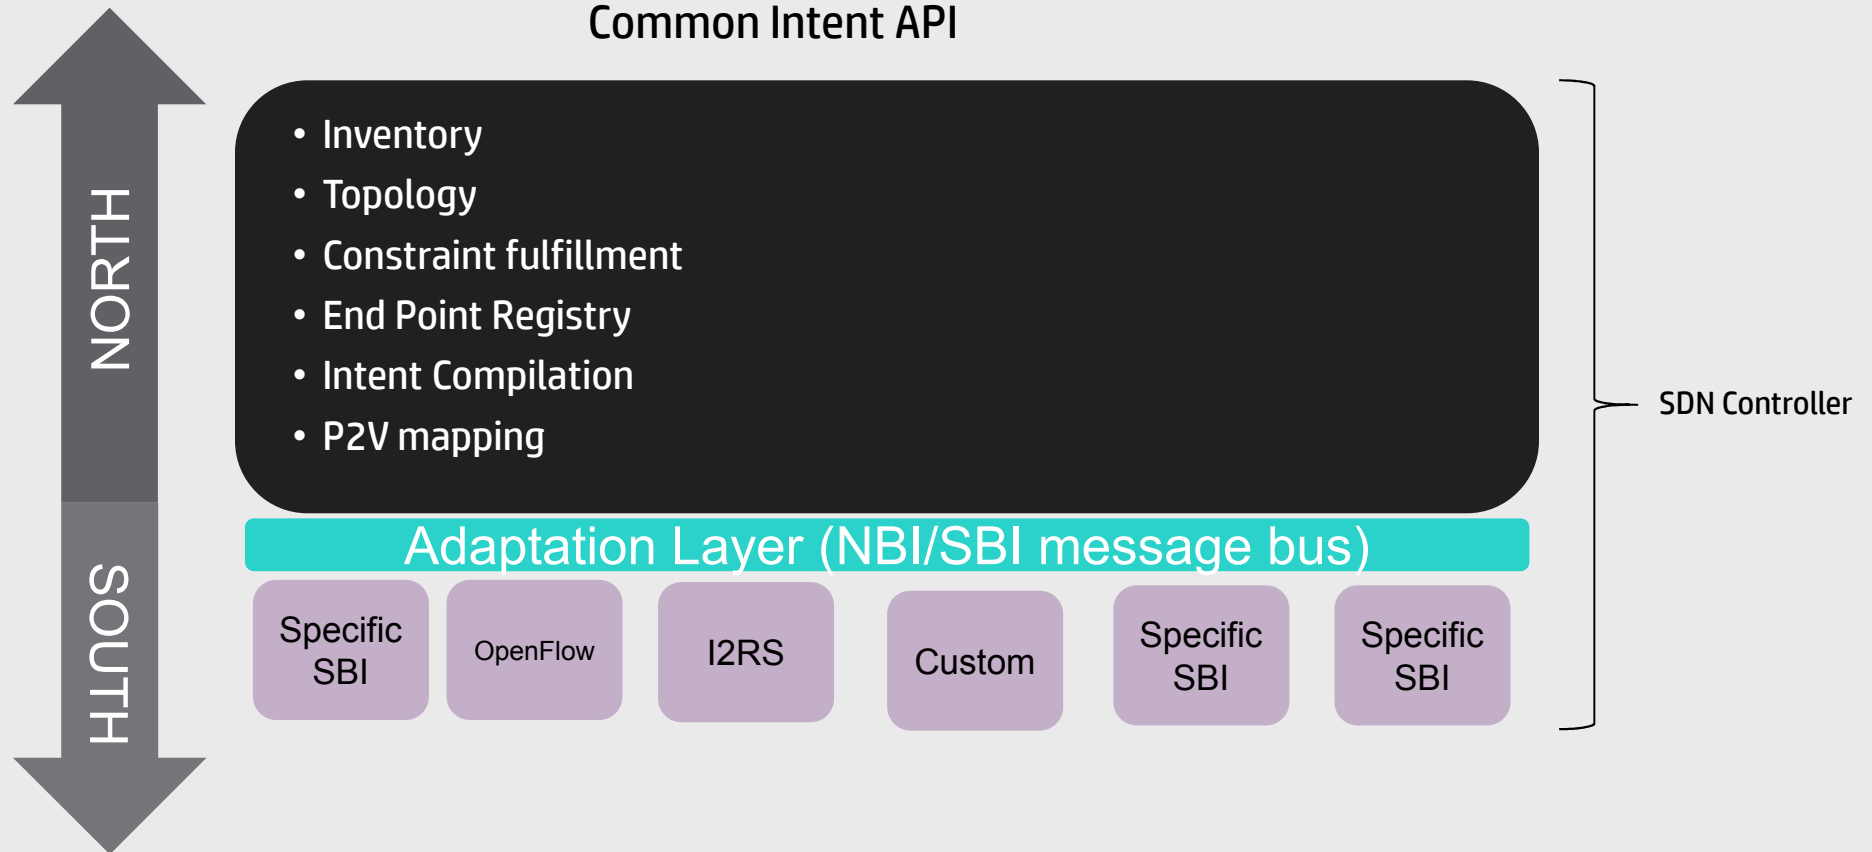 Common Intent API
NORTH
• Inventory
• Topology
• Constraint fulfillment
• End Point Registry
• Intent Compilation
• P2V mapping
SDN Controller
SOUTH
Adaptation Layer (NBI/SBI message bus)
Specific
SBI
OpenFlow
I2RS
Custom
Specific
SBI
Specific
SBI